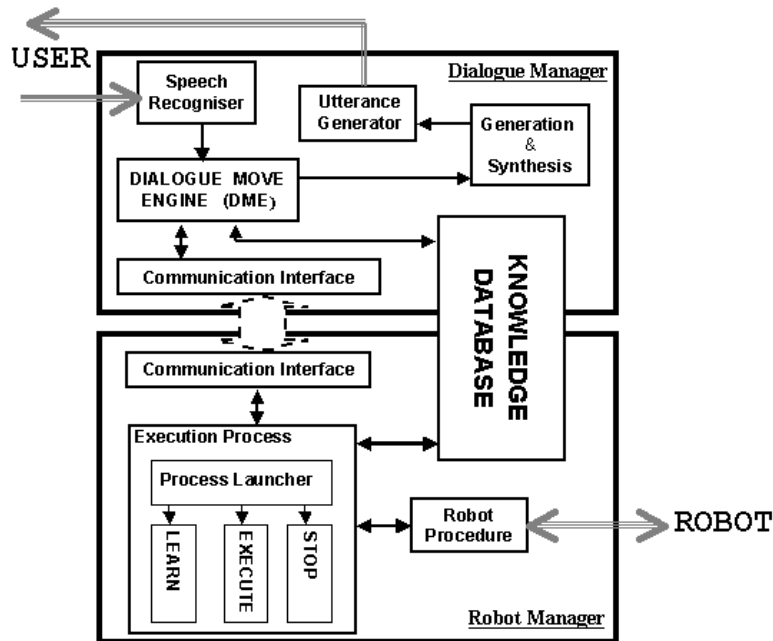 USER
Dialogue Manager
Speech
Recogniser
Utterance
Generator
Generation
&
Synthesis
DIALOGUE MOVE
ENGINE (DME)
Communication Interface
KNOWLEDGE
DATABASE
Communication Interface
Execution Process
Process Launcher
LEARN
EXECUTE
STOP
Robot
Procedure
ROBOT
Robot Manager